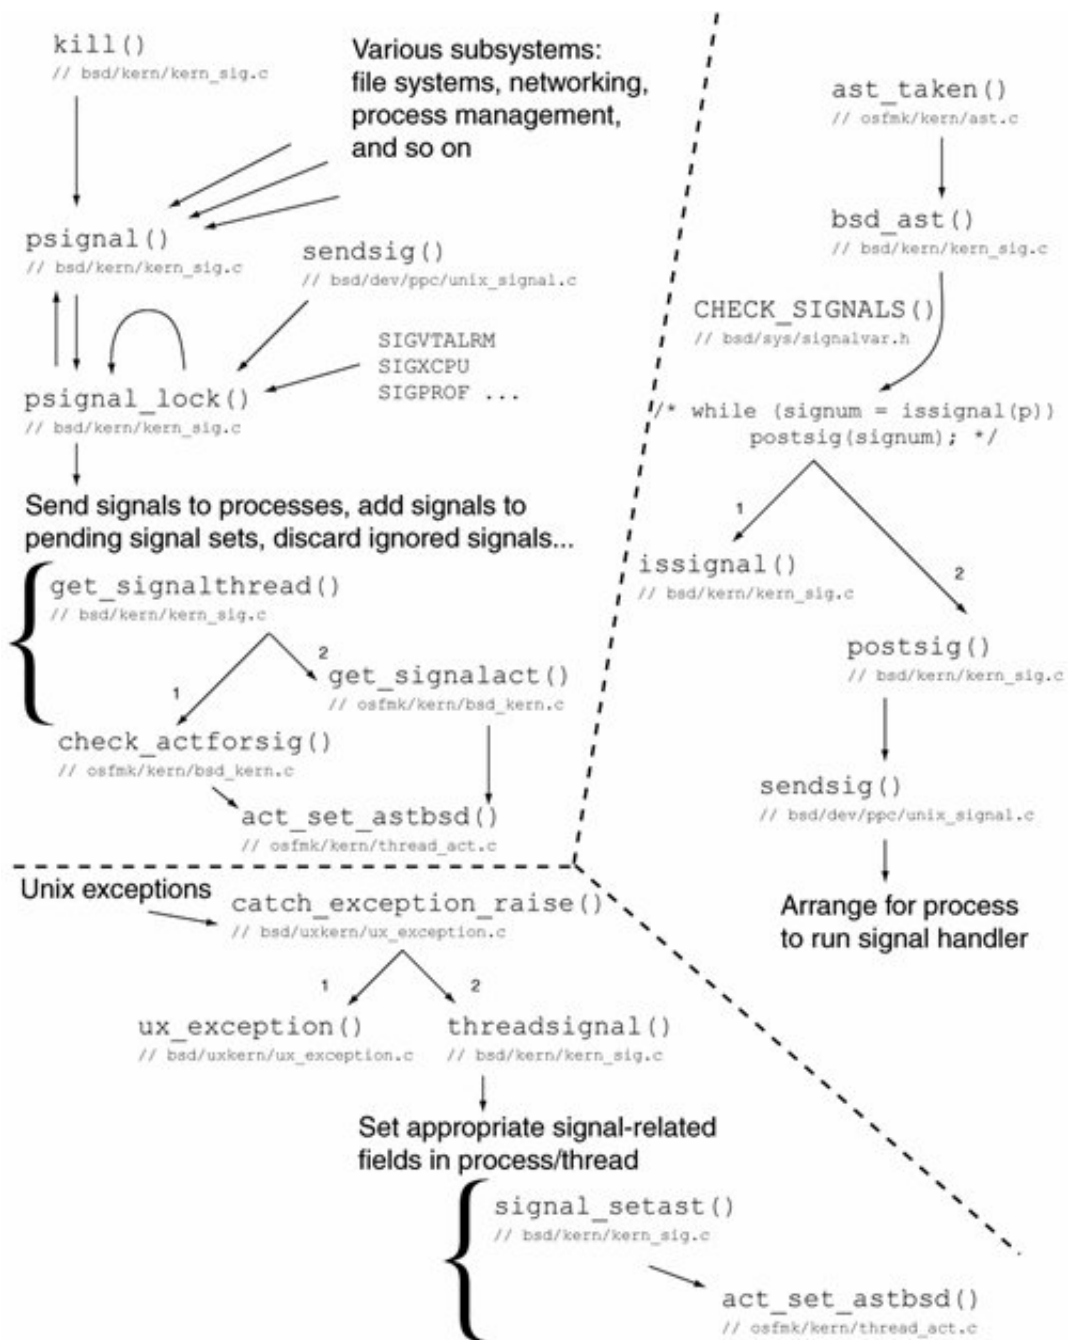 kill()
// bsd/kern/kern_sig.c
Various subsystems:
file systems, networking,
process management,
and so on
psignal()
// bsd/kern/kern_sig.c
sendsig()
// bsd/dev/ppc/unix_signal.c
SIGVTALRM
SIGXCPU
SIGPROF ...
psignal_lock()
// bsd/kern/kern_sig.c
Send signals to processes, add signals to
pending signal sets, discard ignored signals...
get_signalthread()
// bsd/kern/kern_sig.c
1
2
get_signalact()
// osfmk/kern/bsd_kern.c
check_actforsig()
// osfmk/kern/bsd_kern.c
act_set_astbsd()
// osfmk/kern/thread_act.c
ast_taken()
// osfmk/kern/ast.c
bsd_ast()
// bsd/kern/kern_sig.c
CHECK_SIGNALS()
// bsd/sys/signalvar.h
/* while (signum = issignal(p))
postsig(signum); */
1
2
issignal()
// bsd/kern/kern_sig.c
postsig()
// bsd/kern/kern_sig.c
sendsig()
// bsd/dev/ppc/unix_signal.c
Arrange for process
to run signal handler
Unix exceptions
catch_exception_raise()
// bsd/uxkern/ux_exception.c
1
2
ux_exception()
// bsd/uxkern/ux_exception.c
threadsignal()
// bsd/kern/kern_sig.c
Set appropriate signal-related
fields in process/thread
signal_setast()
// bsd/kern/kern_sig.c
act_set_astbsd()
// osfmk/kern/thread_act.c